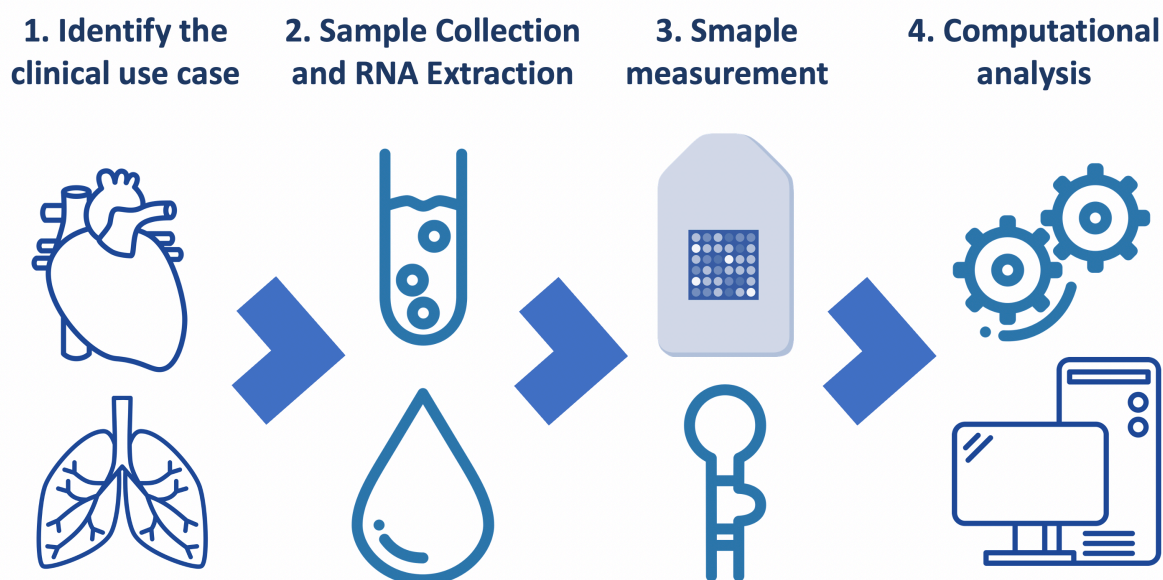 1. Identify the
clinical use case
2. Sample Collection
and RNA Extraction
3. Smaple
measurement
4. Computational
analysis